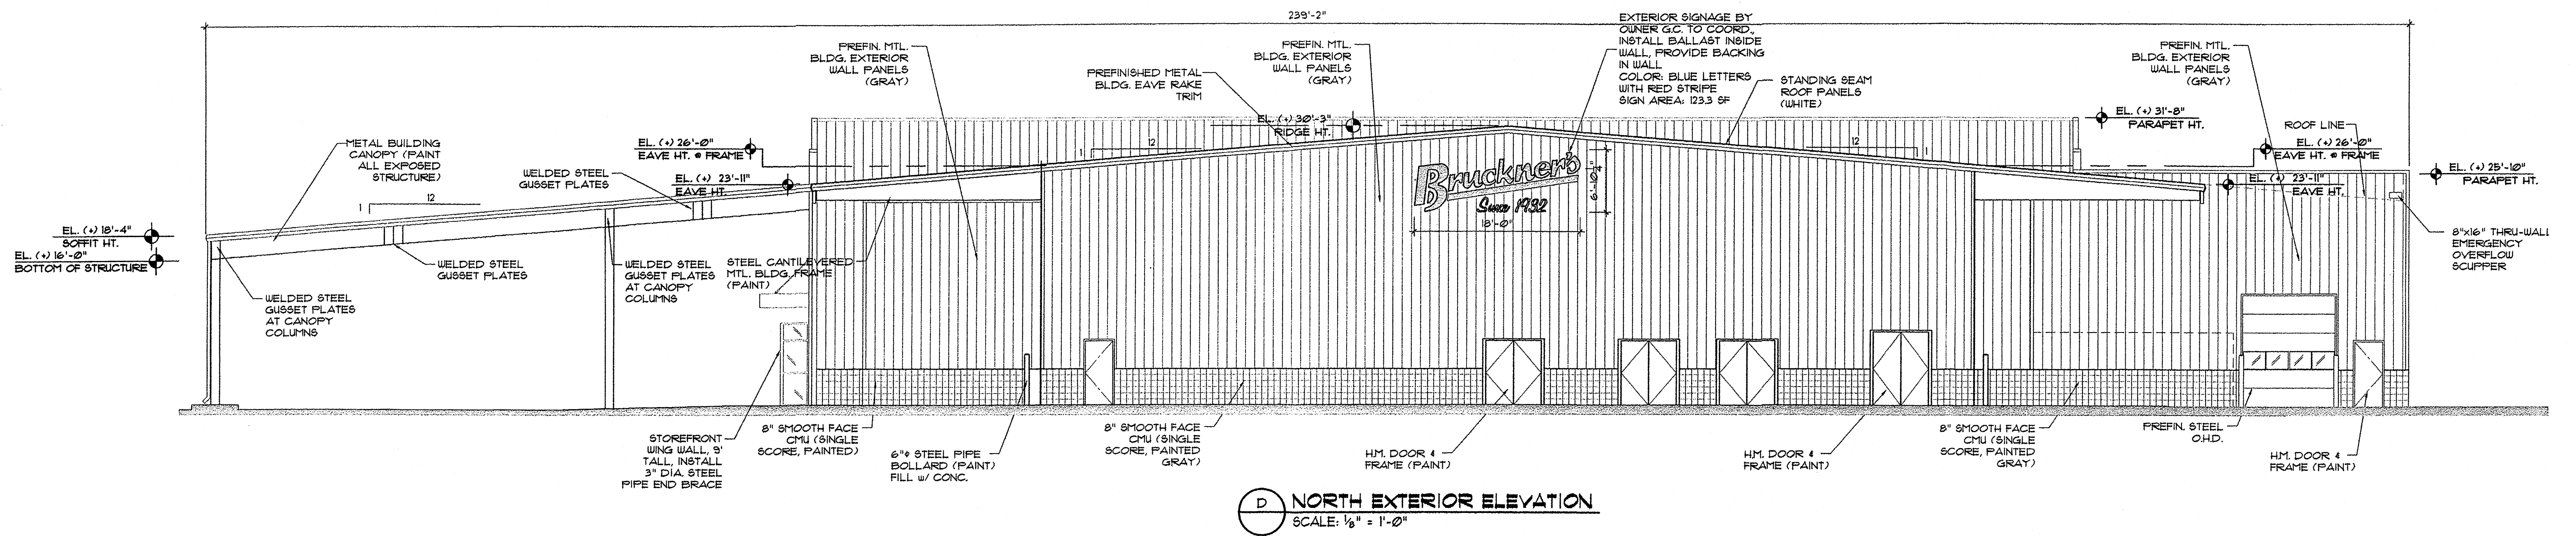 239'-2"
EXTERIOR SIGNAGE BY
OWNER G.C. TO COORD.,
INSTALL BALLAST INSIDE
WALL, PROVIDE BACKING
IN WALL
COLOR: BLUE LETTERS
WITH RED STRIPE
SIGN AREA: 123.3 SF
PREFIN. MTL.
BLDG. EXTERIOR
WALL PANELS
(GRAY)
PREFINISHED METAL
BLDG. EAVE RAKE
TRIM
PREFIN. MTL.
BLDG. EXTERIOR
WALL PANELS
(GRAY)
STANDING SEAM
ROOF PANELS
(WHITE)
PREFIN. MTL.
BLDG. EXTERIOR
WALL PANELS
(GRAY)
EL. (+) 31'-8"
PARAPET HT.
ROOF LINE
EL. (+) 30'-3"
RIDGE HT.
METAL BUILDING
CANOPY (PAINT
ALL EXPOSED
STRUCTURE)
EL. (+) 26'-0"
EAVE HT. @ FRAME
EL. (+) 26'-0"
EAVE HT. @ FRAME
WELDED STEEL
GUSSET PLATES
EL. (+) 23'-11"
EAVE HT.
1
12
12
1
EL. (+) 25'-10"
PARAPET HT.
EL. (+) 23'-11"
EAVE HT.
1
12
Bruckner's
Since 1932
6'-10 1/4"
18'-0"
EL. (+) 18'-4"
SOFFIT HT.
EL. (+) 16'-0"
BOTTOM OF STRUCTURE
8"x16" THRU-WALL
EMERGENCY
OVERFLOW
SCUPPER
WELDED STEEL
GUSSET PLATES
WELDED STEEL
GUSSET PLATES
AT CANOPY
COLUMNS
STEEL CANTILEVERED
MTL. BLDG. FRAME
(PAINT)
WELDED STEEL
GUSSET PLATES
AT CANOPY
COLUMNS
STOREFRONT
WING WALL, 9'
TALL, INSTALL
3" DIA. STEEL
PIPE END BRACE
8" SMOOTH FACE
CMU (SINGLE
SCORE, PAINTED)
6"φ STEEL PIPE
BOLLARD (PAINT)
FILL w/ CONC.
8" SMOOTH FACE
CMU (SINGLE
SCORE, PAINTED
GRAY)
H.M. DOOR &
FRAME (PAINT)
H.M. DOOR &
FRAME (PAINT)
8" SMOOTH FACE
CMU (SINGLE
SCORE, PAINTED
GRAY)
PREFIN. STEEL
O.H.D.
H.M. DOOR &
FRAME (PAINT)
D
NORTH EXTERIOR ELEVATION
SCALE: 1/8" = 1'-0"